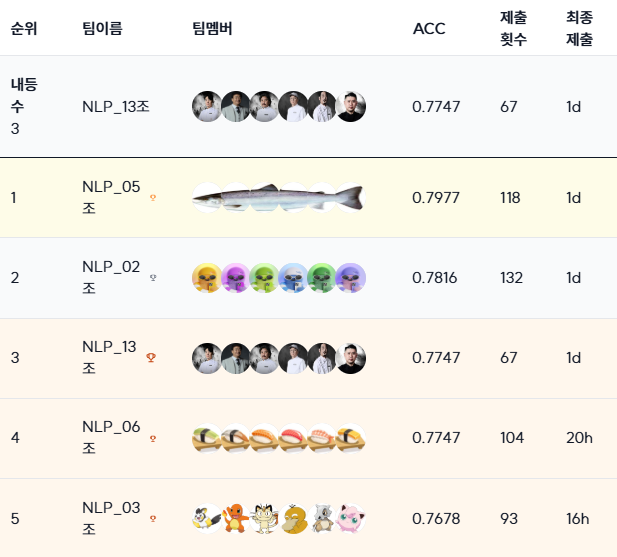 순위 팀이름 팀멤버 ACC 제출 횟수 최종 제출
내등수 3 NLP_13조 0.7747 67 1d
1 NLP_05조 0.7977 118 1d
2 NLP_02조 0.7816 132 1d
3 NLP_13조 0.7747 67 1d
4 NLP_06조 0.7747 104 20h
5 NLP_03조 0.7678 93 16h